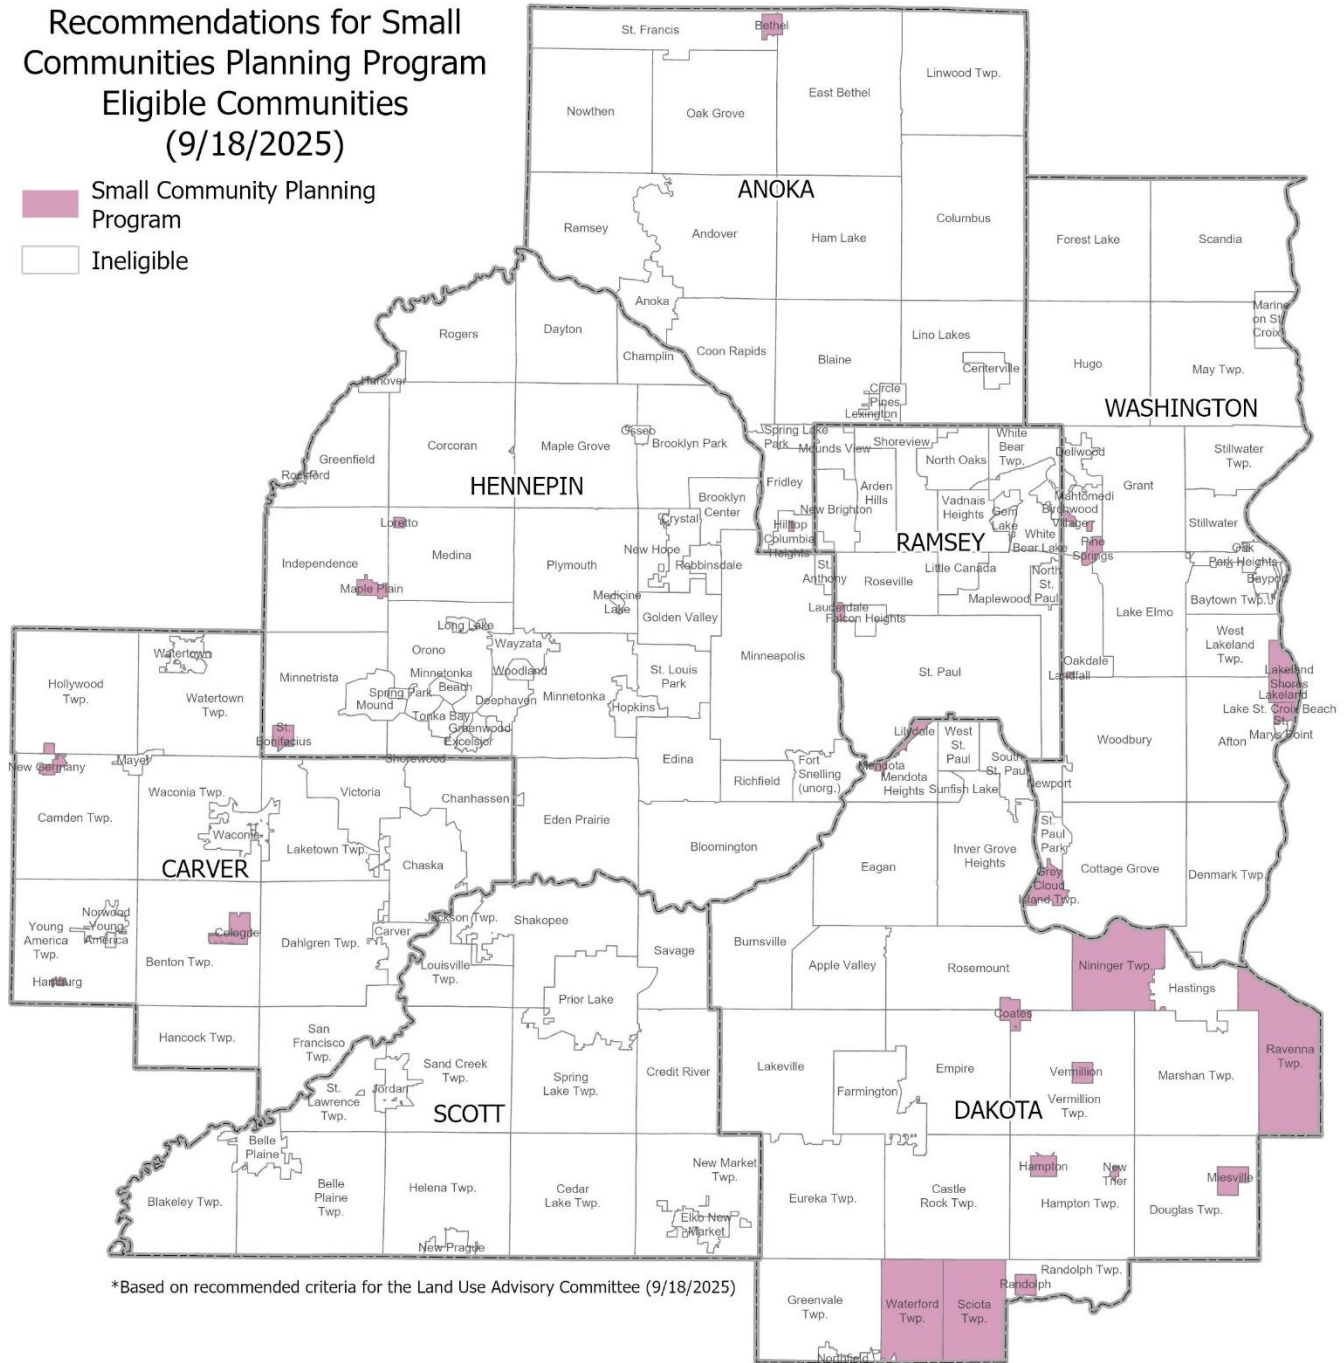 Recommendations for Small
Communities Planning Program
Eligible Communities
(9/18/2025)
Small Community Planning
Program
Ineligible
St. Francis
Bethel
Linwood Twp.
East Bethel
Nowthen
Oak Grove
ANOKA
Columbus
Ramsey
Andover
Ham Lake
Forest Lake
Scandia
Anoka
Marine
on St.
Croix
Rogers
Dayton
Champlin
Coon Rapids
Blaine
Lino Lakes
Centerville
Hugo
May Twp.
Hanover
Circle
Pines
Lexington
WASHINGTON
Corcoran
Maple Grove
Osseo
Brooklyn Park
Spring Lake
Park
Mounds View
Shoreview
White
Bear
Twp.
North Oaks
Dellwood
Stillwater
Twp.
Greenfield
Rockford
HENNEPIN
Fridley
Arden
Hills
Grant
Mahtomedi
Brooklyn
Center
New Brighton
Vadnais
Heights
Gem
Lake
Birchwood
Village
Stillwater
Loretto
Crystal
Hilltop
Columbia
Heights
RAMSEY
White
Bear Lake
Pine
Springs
Oak
Park Heights
Independence
Medina
Plymouth
New Hope
Robbinsdale
St.
Anthony
Roseville
Little Canada
North
St.
Paul
Bayport
Maple Plain
Medicine
Lake
Golden Valley
Lauderdale
Falcon Heights
Maplewood
Lake Elmo
Baytown Twp.
Long Lake
Orono
Wayzata
Minneapolis
West
Lakeland
Twp.
Watertown
Hollywood
Twp.
Watertown
Twp.
Minnetrista
Minnetonka
Beach
Woodland
St. Louis
Park
St. Paul
Oakdale
Landfall
Lakeland
Shores
Lakeland
Spring Park
Mound
Deephaven
Minnetonka
Hopkins
Lake St. Croix Beach
Tonka Bay
Greenwood
Excelsior
St.
Marys Point
St.
Bonifacius
Lilydale
West
St.
Paul
Woodbury
Afton
New Germany
Mayer
Shorewood
Edina
Richfield
Fort
Snelling
(unorg.)
Mendota
Mendota
Heights
South
St. Paul
Sunfish Lake
Newport
Waconia Twp.
Victoria
Chanhassen
Camden Twp.
Waconia
Laketown Twp.
Eden Prairie
Bloomington
St.
Paul
Park
CARVER
Chaska
Eagan
Inver Grove
Heights
Grey
Cloud
Island Twp.
Cottage Grove
Denmark Twp.
Norwood
Young
America
Young
America
Twp.
Cologne
Benton Twp.
Dahlgren Twp.
Carver
Jackson Twp.
Shakopee
Savage
Burnsville
Apple Valley
Rosemount
Nininger Twp.
Hastings
Hamburg
Louisville
Twp.
Prior Lake
Coates
Hancock Twp.
San
Francisco
Twp.
Sand Creek
Twp.
Spring
Lake Twp.
Credit River
Lakeville
Farmington
Empire
Vermillion
Vermillion
Twp.
Marshan Twp.
Ravenna
Twp.
St.
Lawrence
Twp.
Jordan
SCOTT
DAKOTA
Belle
Plaine
New Market
Twp.
Hampton
New
Trier
Miesville
Blakeley Twp.
Belle
Plaine
Twp.
Helena Twp.
Cedar
Lake Twp.
Eureka Twp.
Castle
Rock Twp.
Hampton Twp.
Douglas Twp.
Elko New
Market
New Prague
*Based on recommended criteria for the Land Use Advisory Committee (9/18/2025)
Greenvale
Twp.
Waterford
Twp.
Sciota
Twp.
Randolph
Randolph Twp.
Northfield